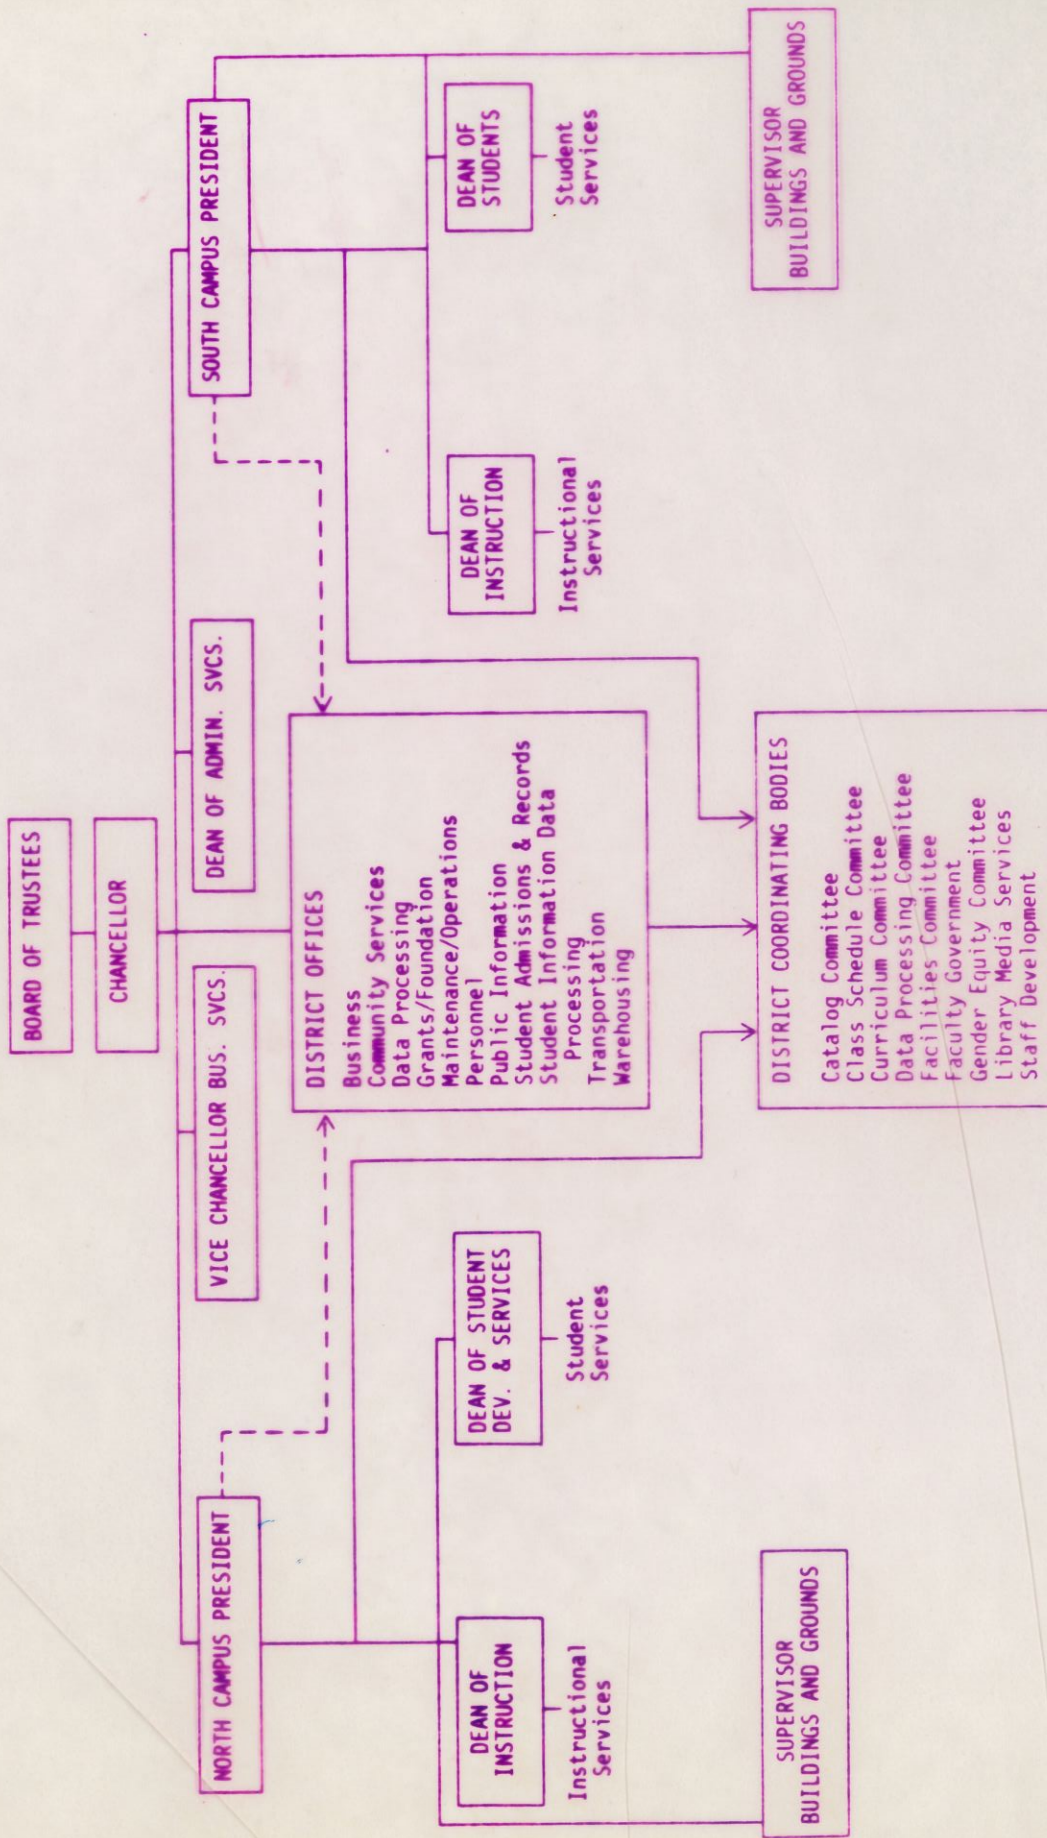 BOARD OF TRUSTEES
CHANCELLOR
NORTH CAMPUS PRESIDENT
VICE CHANCELLOR BUS. SVCS.
DEAN OF ADMIN. SVCS.
SOUTH CAMPUS PRESIDENT
DISTRICT OFFICES
Business
Community Services
Data Processing
Grants/Foundation
Maintenance/Operations
Personnel
Public Information
Student Admissions & Records
Student Information Data
Processing
Transportation
Warehousing
DEAN OF
INSTRUCTION
Instructional
Services
DEAN OF STUDENT
DEV. & SERVICES
Student
Services
DEAN OF
INSTRUCTION
Instructional
Services
DEAN OF
STUDENTS
Student
Services
SUPERVISOR
BUILDINGS AND GROUNDS
DISTRICT COORDINATING BODIES
Catalog Committee
Class Schedule Committee
Curriculum Committee
Data Processing Committee
Facilities Committee
Faculty Government
Gender Equity Committee
Library Media Services
Staff Development
SUPERVISOR
BUILDINGS AND GROUNDS